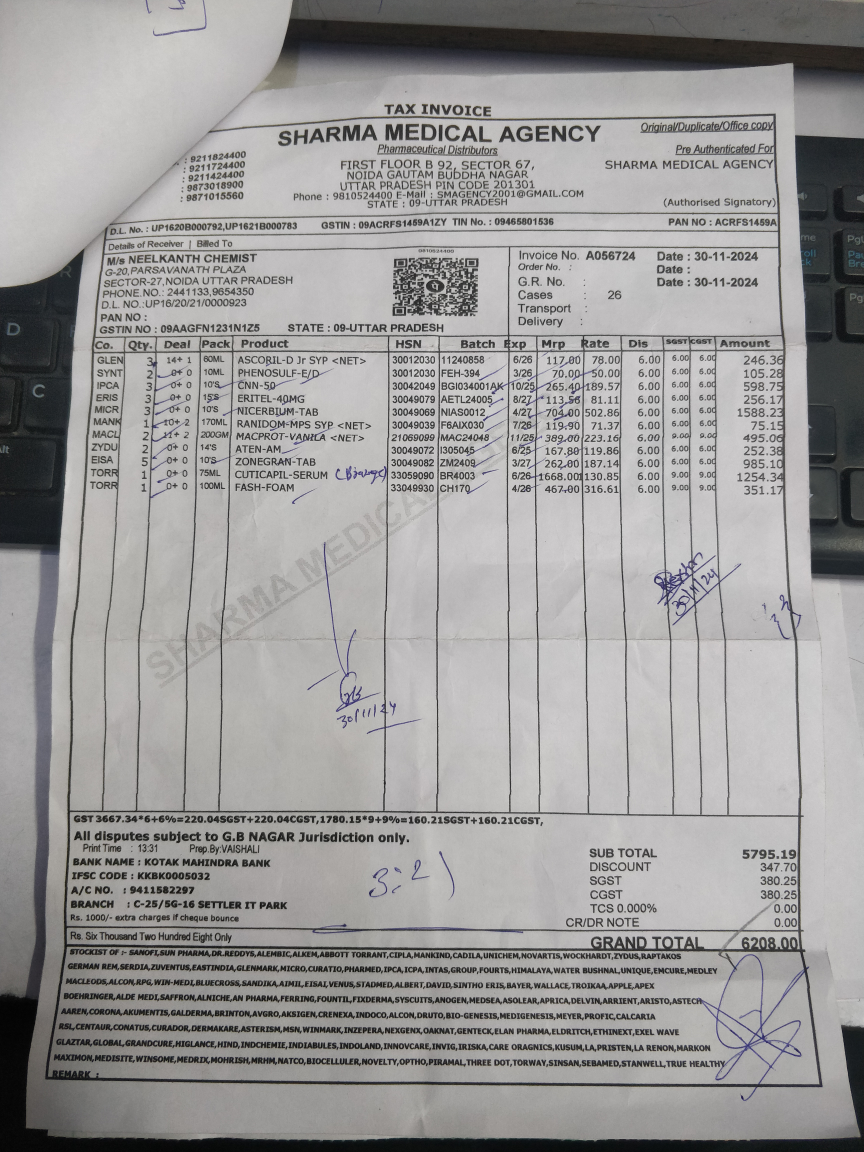 TAX INVOICE
Original/Duplicate/Office copy
SHARMA MEDICAL AGENCY
Pharmaceutical Distributors
Pre Authenticated For
SHARMA MEDICAL AGENCY
: 9211824400
: 9211724400
: 9211424400
: 9873018900
: 9871015560
FIRST FLOOR B 92, SECTOR 67,
NOIDA GAUTAM BUDDHA NAGAR
UTTAR PRADESH PIN CODE 201301
Phone : 9810524400 E-Mail : SMAGENCY2001@GMAIL.COM
STATE : 09-UTTAR PRADESH
(Authorised Signatory)
D.L. No. : UP1620B000792,UP1621B000783 GSTIN : 09ACRFS1459A1ZY TIN No. : 09465801536 PAN NO : ACRFS1459A
Details of Receiver | Billed To
M/s NEELKANTH CHEMIST
G-20,PARSAVANATH PLAZA
SECTOR-27,NOIDA UTTAR PRADESH
PHONE.NO.: 2441133,9654350
D.L. NO.:UP16/20/21/0000923
PAN NO :
GSTIN NO : 09AAGFN1231N1Z5 STATE : 09-UTTAR PRADESH
9810524400
Invoice No. A056724 Date : 30-11-2024
Order No. : Date :
G.R. No. : Date : 30-11-2024
Cases : 26
Transport :
Delivery :
Co. Qty. Deal Pack Product HSN Batch Exp Mrp Rate Dis SGST CGST Amount
GLEN 3 14+ 1 60ML ASCORIL-D Jr SYP <NET> 30012030 11240858 6/26 117.00 78.00 6.00 6.00 6.00 246.36
SYNT 2 0+ 0 10ML PHENOSULF-E/D 30012030 FEH-394 3/26 70.00 50.00 6.00 6.00 6.00 105.28
IPCA 3 0+ 0 10'S CNN-50 30042049 BGI034001AK 10/25 265.40 189.57 6.00 6.00 6.00 598.75
ERIS 3 0+ 0 15'S ERITEL-40MG 30049079 AETL24005 8/27 113.56 81.11 6.00 6.00 6.00 256.17
MICR 3 0+ 0 10'S NICERBIUM-TAB 30049069 NIAS0012 4/27 704.00 502.86 6.00 6.00 6.00 1588.23
MANK 1 10+ 2 170ML RANIDOM-MPS SYP <NET> 30049039 F6AIX030 7/26 119.90 71.37 6.00 6.00 6.00 75.15
MACL 2 11+ 2 200GM MACPROT-VANILA <NET> 21069099 MAC24048 11/25 389.00 223.16 6.00 9.00 9.00 495.06
ZYDU 2 0+ 0 14'S ATEN-AM 30049072 I305045 6/25 167.80 119.86 6.00 6.00 6.00 252.38
EISA 5 0+ 0 10'S ZONEGRAN-TAB 30049082 ZM2409 3/27 262.00 187.14 6.00 6.00 6.00 985.10
TORR 1 0+ 0 75ML CUTICAPIL-SERUM 33059090 BR4003 6/26 1668.00 1130.85 6.00 9.00 9.00 1254.34
TORR 1 0+ 0 100ML FASH-FOAM 33049090 CH170 4/26 467.00 316.61 6.00 9.00 9.00 351.17
SHARMA MEDICAL
30/11/24
30/11/24
GST 3667.34*6+6%=220.04SGST+220.04CGST,1780.15*9+9%=160.21SGST+160.21CGST,
All disputes subject to G.B NAGAR Jurisdiction only.
Print Time : 13:31 Prep.By:VAISHALI
BANK NAME : KOTAK MAHINDRA BANK
IFSC CODE : KKBK0005032
A/C NO. : 9411582297
BRANCH : C-25/5G-16 SETTLER IT PARK
Rs. 1000/- extra charges if cheque bounce
SUB TOTAL 5795.19
DISCOUNT 347.70
SGST 380.25
CGST 380.25
TCS 0.000% 0.00
CR/DR NOTE 0.00
Rs. Six Thousand Two Hundred Eight Only
GRAND TOTAL 6208.00
STOCKIST OF :- SANOFI,SUN PHARMA,DR.REDDYS,ALEMBIC,ALKEM,ABBOTT TORRANT,CIPLA,MANKIND,CADILA,UNICHEM,NOVARTIS,WOCKHARDT,ZYDUS,RAPTAKOS
GERMAN REM,SERDIA,ZUVENTUS,EASTINDIA,GLENMARK,MICRO,CURATIO,PHARMED,IPCA,IPCA,INTAS,GROUP,FOURTS,HIMALAYA,WATER BUSHNAL,UNIQUE,EMCURE,MEDLEY
MACLEODS,ALCON,RPG,WIN-MEDI,BLUECROSS,SANDIKA,AIMIL,EISAI,VENUS,STADMED,ALBERT,DAVID,SINTHO ERIS,BAYER,WALLACE,TROIKAA,APPLE,APEX
BOEHRINGER,ALDE MEDI,SAFFRON,ALNICHE,AN PHARMA,FERRING,FOUNTIL,FIXDERMA,SYSCUITS,ANOGEN,MEDSEA,ASOLEAR,APRICA,DELVIN,ARRIENT,ARISTO,ASTECH
AAREN,CORONA,AKUMENTIS,GALDERMA,BRINTON,AVGRO,AKSIGEN,CRENEXA,INDOCO,ALCON,DRUTO,BIO-GENESIS,MEDIGENESIS,MEYER,PROFIC,CALCARIA
RSL,CENTAUR,CONATUS,CURADOR,DERMAKARE,ASTERISM,MSN,WINMARK,INZEPERA,NEXGENX,OAKNAT,GENTECK,ELAN PHARMA,ELDRITCH,ETHINEXT,EXEL WAVE
GLAZTAR,GLOBAL,GRANDCURE,HIGLANCE,HIND,INDCHEMIE,INDIABULES,INDOLAND,INNOVCARE,INVIG,IRISKA,CARE ORAGNICS,KUSUM,LA,PRISTEN,LA RENON,MARKON
MAXIMON,MEDISITE,WINSOME,MEDRIX,MOHRISH,MRHM,NATCO,BIOCELLULER,NOVELTY,OPTHO,PIRAMAL,THREE DOT,TORWAY,SINSAN,SEBAMED,STANWELL,TRUE HEALTHY
REMARK :